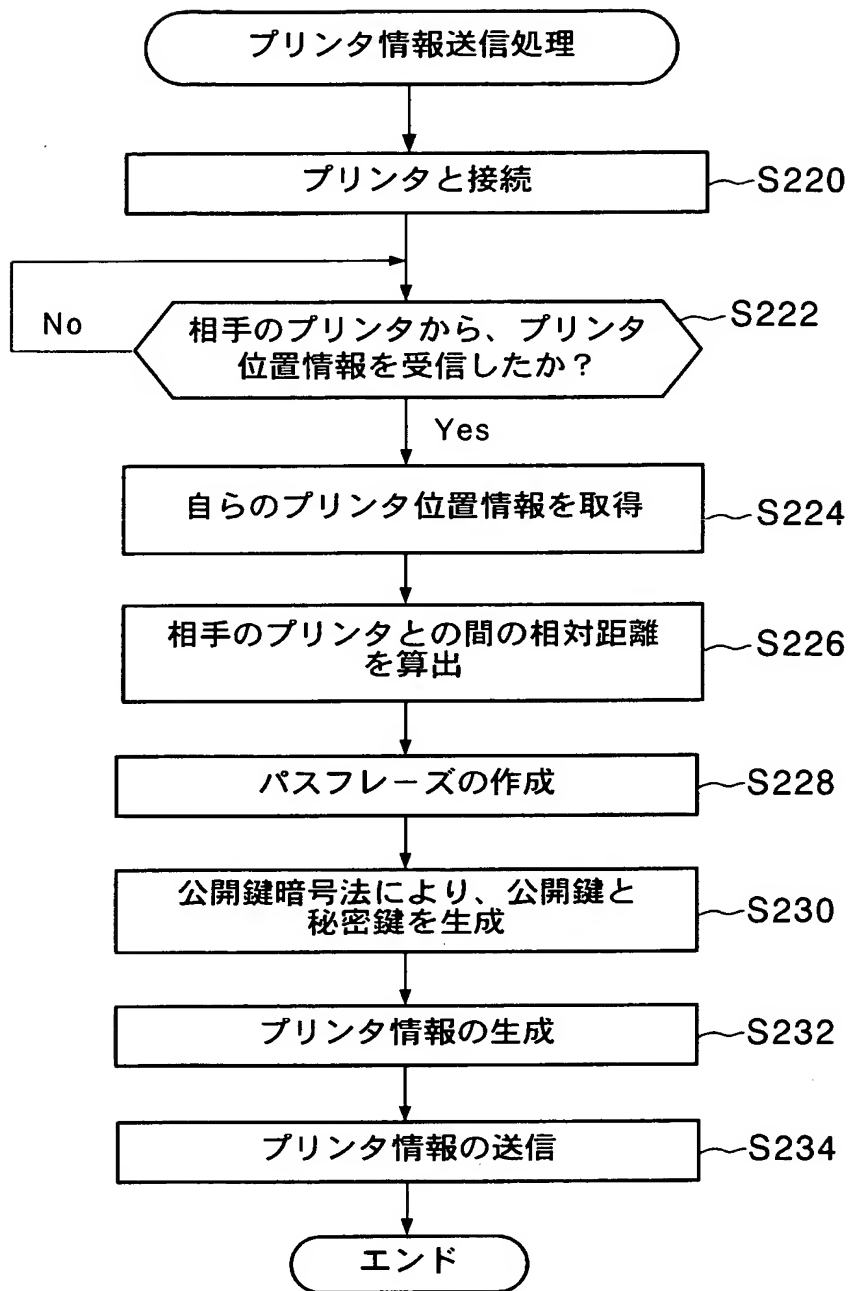 プリンタ情報送信処理
プリンタと接続
S220
No
相手のプリンタから、プリンタ
位置情報を受信したか？
S222
Yes
自らのプリンタ位置情報を取得
S224
相手のプリンタとの間の相対距離
を算出
S226
パスフレーズの作成
S228
公開鍵暗号法により、公開鍵と
秘密鍵を生成
S230
プリンタ情報の生成
S232
プリンタ情報の送信
S234
エンド